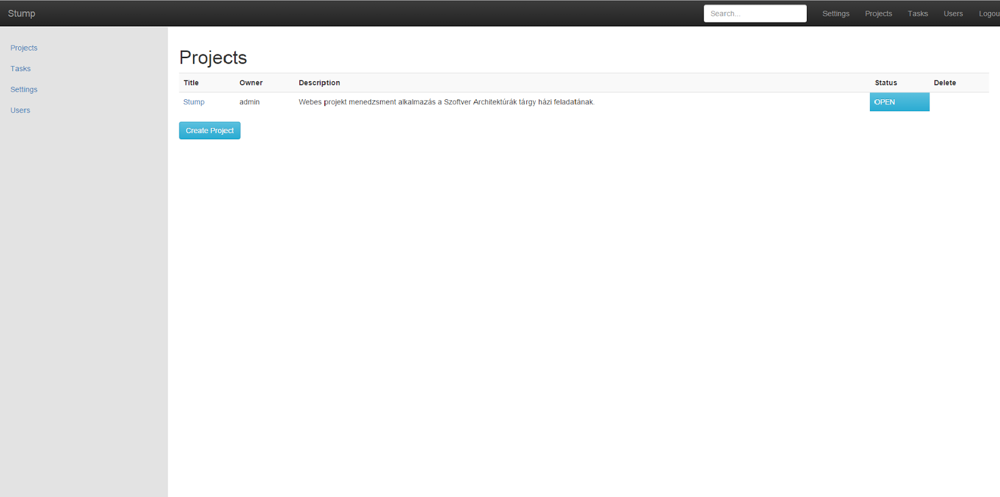 Stump Search... Settings Projects Tasks Users Logou
Projects
Tasks
Settings
Users
Projects
Title Owner Description Status Delete
Stump admin Webes projekt menedzsment alkalmazás a Szoftver Architektúrák tárgy házi feladatának. OPEN
Create Project